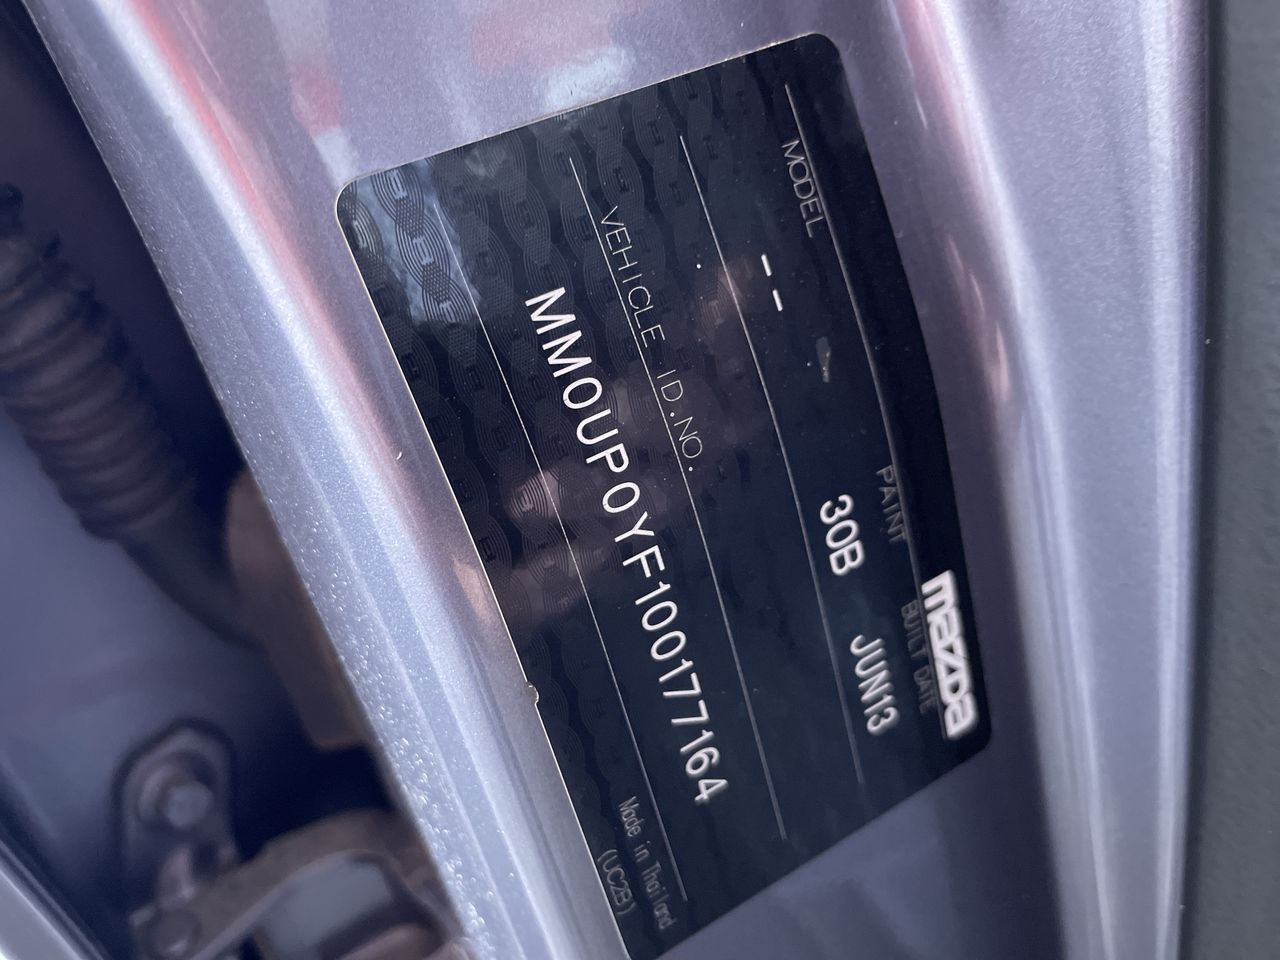 mazda
MODEL PAINT BUILT DATE
-- 30B JUN13
VEHICLE ID.NO.
MM0UP0YF100177164
Made in Thailand
(UC2B)